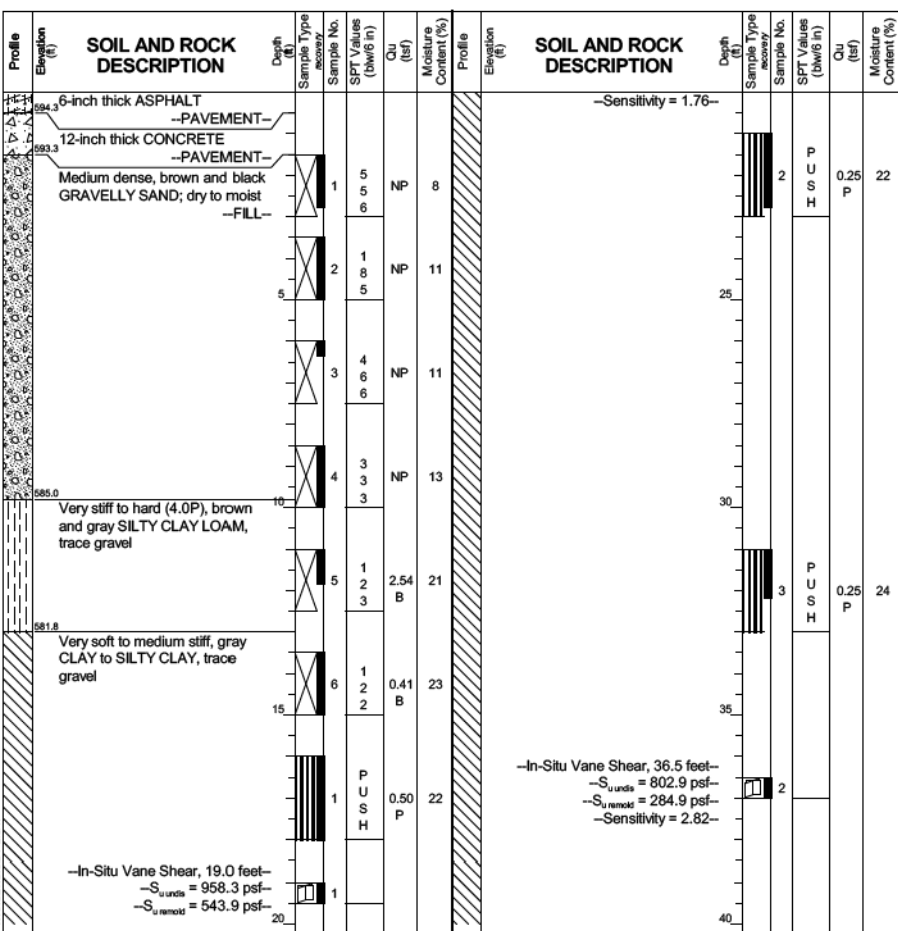 Profile
Elevation (ft)
SOIL AND ROCK DESCRIPTION
Depth (ft)
Sample Type recovery
Sample No.
SPT Values (blw/6 in)
Qu (tsf)
Moisture Content (%)
594.3
6-inch thick ASPHALT
--PAVEMENT--
593.3
12-inch thick CONCRETE
--PAVEMENT--
Medium dense, brown and black
GRAVELLY SAND; dry to moist
--FILL--
1 5 5 6 NP 8
2 1 8 5 NP 11
5
3 4 6 6 NP 11
4 3 3 3 NP 13
10
585.0
Very stiff to hard (4.0P), brown
and gray SILTY CLAY LOAM,
trace gravel
5 1 2 3 2.54 B 21
581.8
Very soft to medium stiff, gray
CLAY to SILTY CLAY, trace
gravel
6 1 2 2 0.41 B 23
15
1 PUSH 0.50 P 22
--In-Situ Vane Shear, 19.0 feet--
--Su undis = 958.3 psf--
--Su remold = 543.9 psf--
1
20
Profile
Elevation (ft)
SOIL AND ROCK DESCRIPTION
Depth (ft)
Sample Type recovery
Sample No.
SPT Values (blw/6 in)
Qu (tsf)
Moisture Content (%)
--Sensitivity = 1.76--
2 PUSH 0.25 P 22
25
30
3 PUSH 0.25 P 24
35
--In-Situ Vane Shear, 36.5 feet--
--Su undis = 802.9 psf--
--Su remold = 284.9 psf--
--Sensitivity = 2.82--
2
40